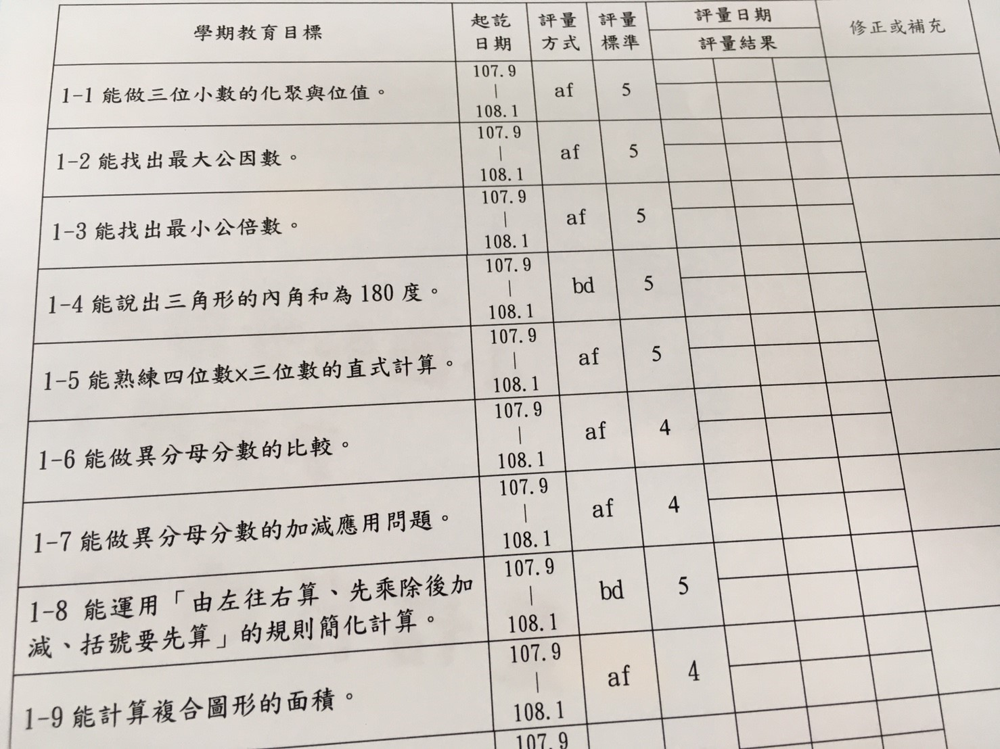 學期教育目標 起訖日期 評量方式 評量標準 評量日期 修正或補充
評量結果
1-1 能做三位小數的化聚與位值。 107.9 | 108.1 af 5
1-2 能找出最大公因數。 107.9 | 108.1 af 5
1-3 能找出最小公倍數。 107.9 | 108.1 af 5
1-4 能說出三角形的內角和為 180 度。 107.9 | 108.1 bd 5
1-5 能熟練四位數×三位數的直式計算。 107.9 | 108.1 af 5
1-6 能做異分母分數的比較。 107.9 | 108.1 af 4
1-7 能做異分母分數的加減應用問題。 107.9 | 108.1 af 4
1-8 能運用「由左往右算、先乘除後加
減、括號要先算」的規則簡化計算。 107.9 | 108.1 bd 5
1-9 能計算複合圖形的面積。 107.9 | 108.1 af 4
107.9